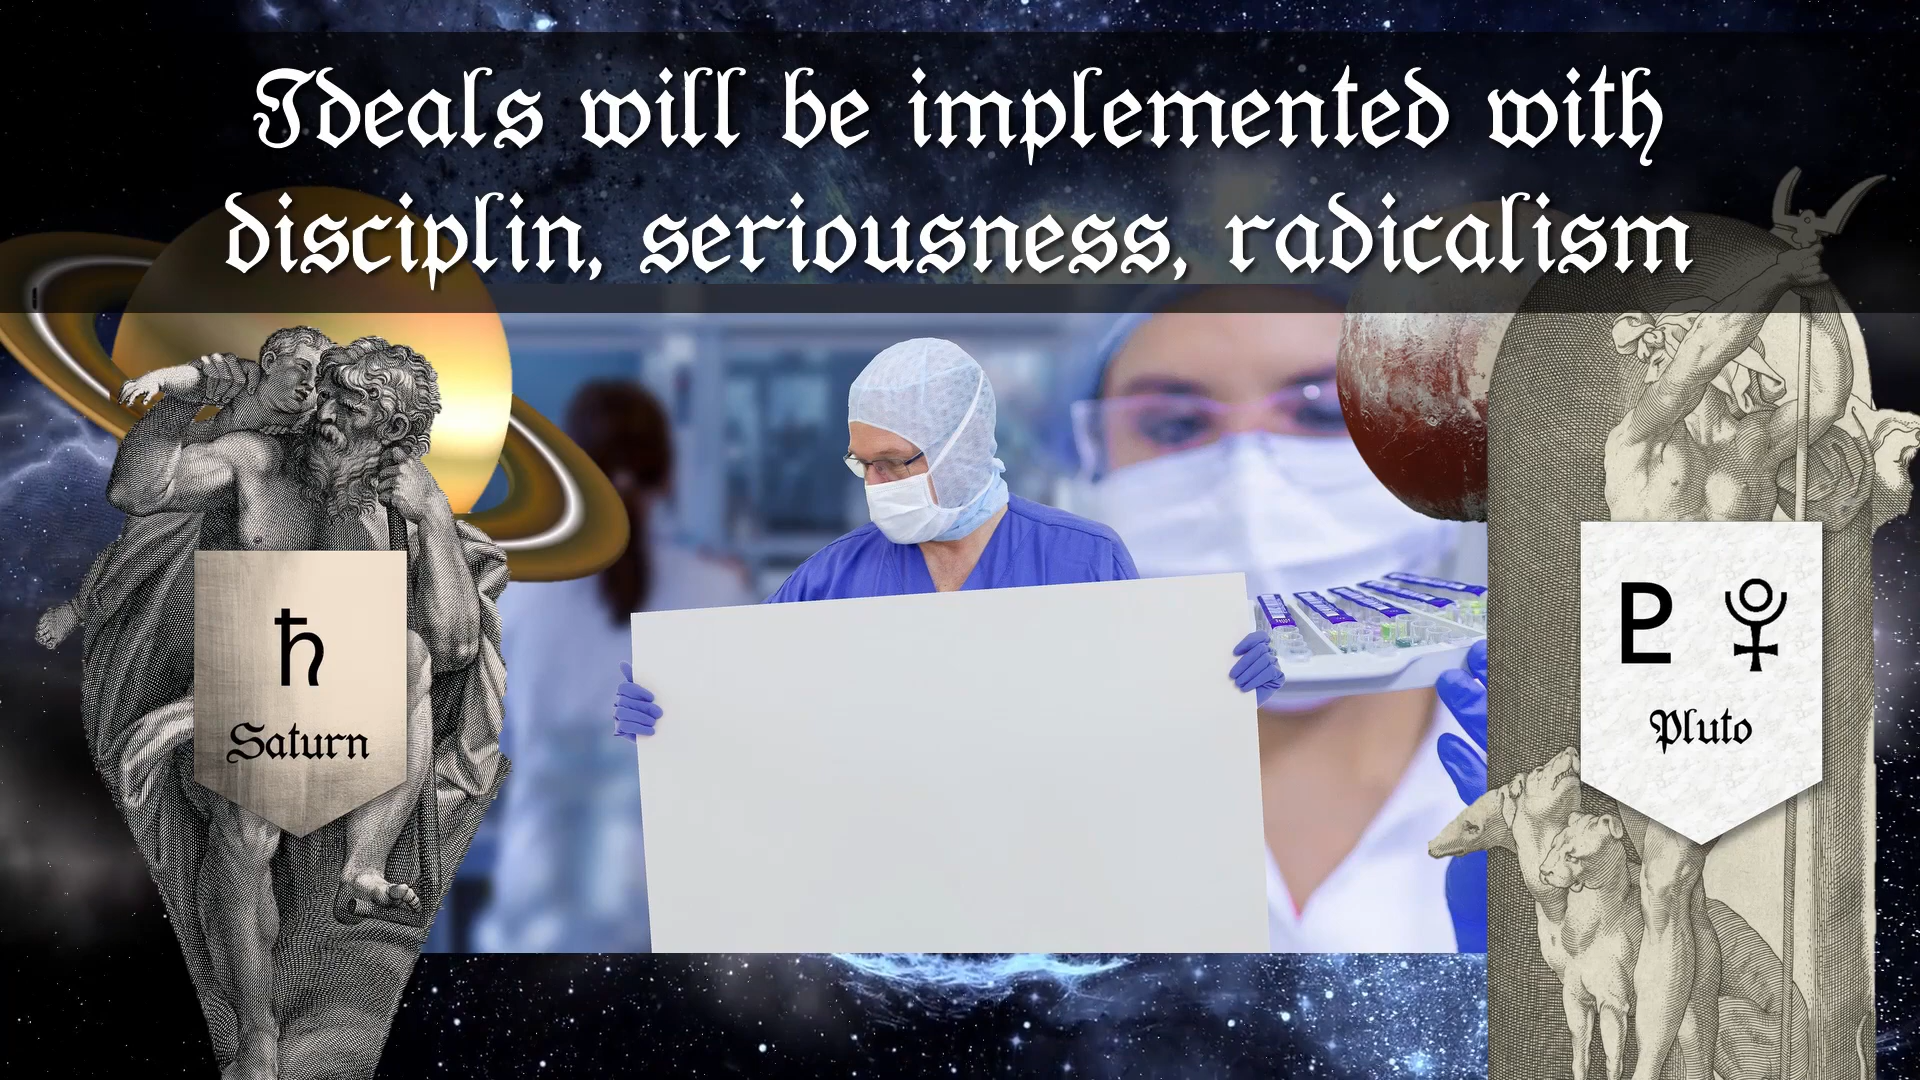 Ideals will be implemented with
disciplin, seriousness, radicalism
♄
Saturn
♇ ⯓
Pluto